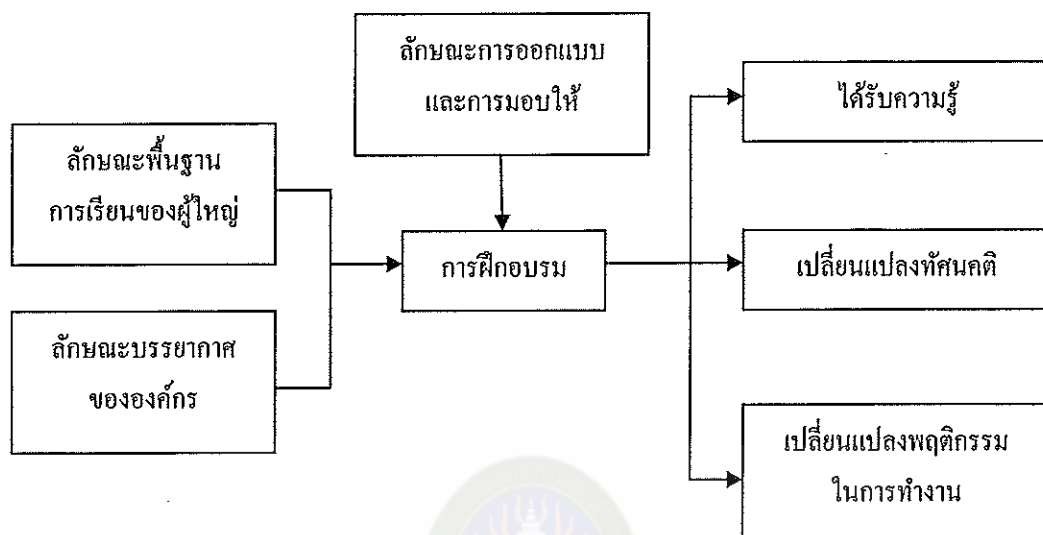 ลักษณะการออกแบบ
และการมอบให้
ได้รับความรู้
ลักษณะพื้นฐาน
การเรียนของผู้ใหญ่
การฝึกอบรม
เปลี่ยนแปลงทัศนคติ
ลักษณะบรรยากาศ
ขององค์กร
เปลี่ยนแปลงพฤติกรรม
ในการทำงาน